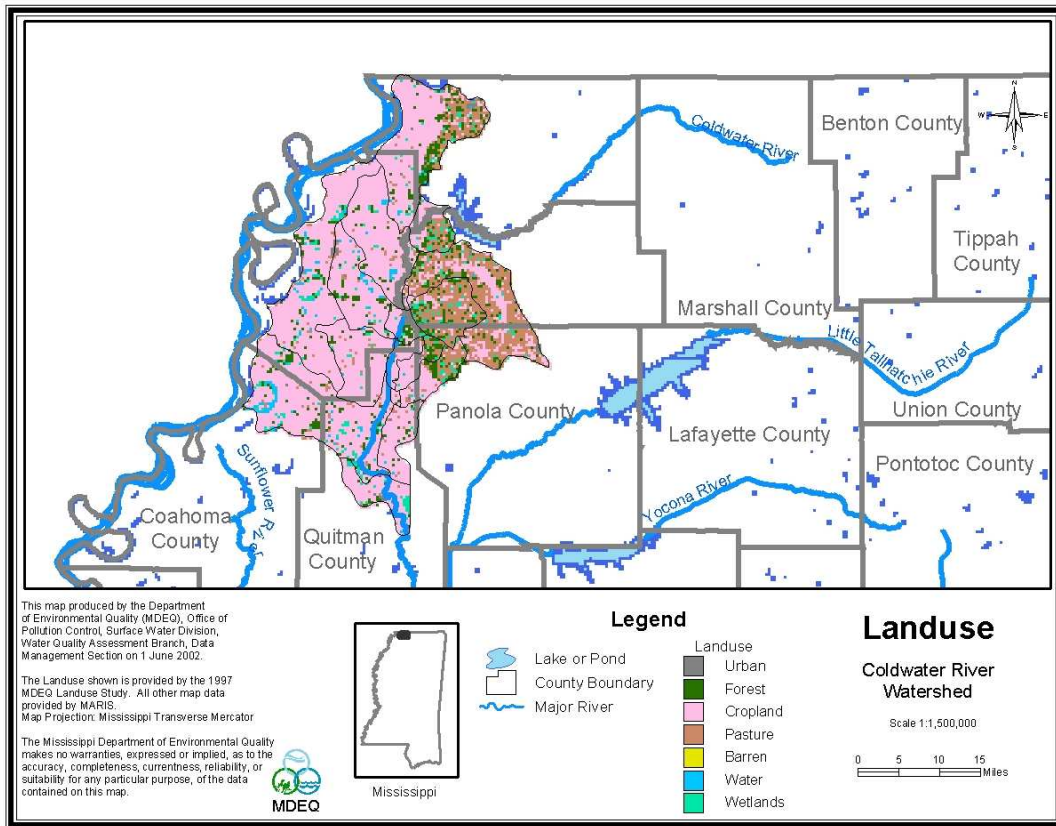 N
W
E
S
Coldwater River
Benton County
Tippah
County
Marshall County
Little Tallhatchie River
Panola County
Lafayette County
Union County
Pontotoc County
Yocona River
Sunflower River
Coahoma
County
Quitman
County
This map produced by the Department
of Environmental Quality (MDEQ), Office of
Pollution Control, Surface Water Division,
Water Quality Assessment Branch, Data
Management Section on 1 June 2002.
The Landuse shown is provided by the 1997
MDEQ Landuse Study. All other map data
provided by MARIS.
Map Projection: Mississippi Transverse Mercator
The Mississippi Department of Environmental Quality
makes no warranties, expressed or implied, as to the
accuracy, completeness, currentness, reliability, or
suitability for any particular purpose, of the data
contained on this map.
MDEQ
Mississippi
Legend
Lake or Pond
County Boundary
Major River
Landuse
Urban
Forest
Cropland
Pasture
Barren
Water
Wetlands
Landuse
Coldwater River
Watershed
Scale 1:1,500,000
0 5 10 15
Miles